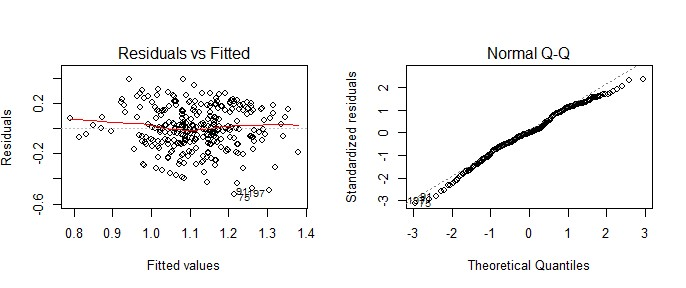 Residuals vs Fitted
Residuals
0.2
-0.2
-0.6
0.8 0.9 1.0 1.1 1.2 1.3 1.4
Fitted values
75
Normal Q-Q
Standardized residuals
2
1
0
-1
-2
-3
-3 -2 -1 0 1 2 3
Theoretical Quantiles